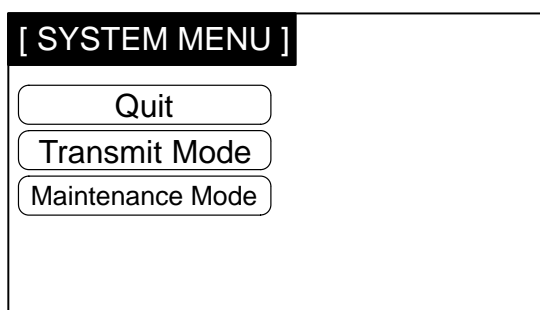 [ SYSTEM MENU ]
Quit
Transmit Mode
Maintenance Mode